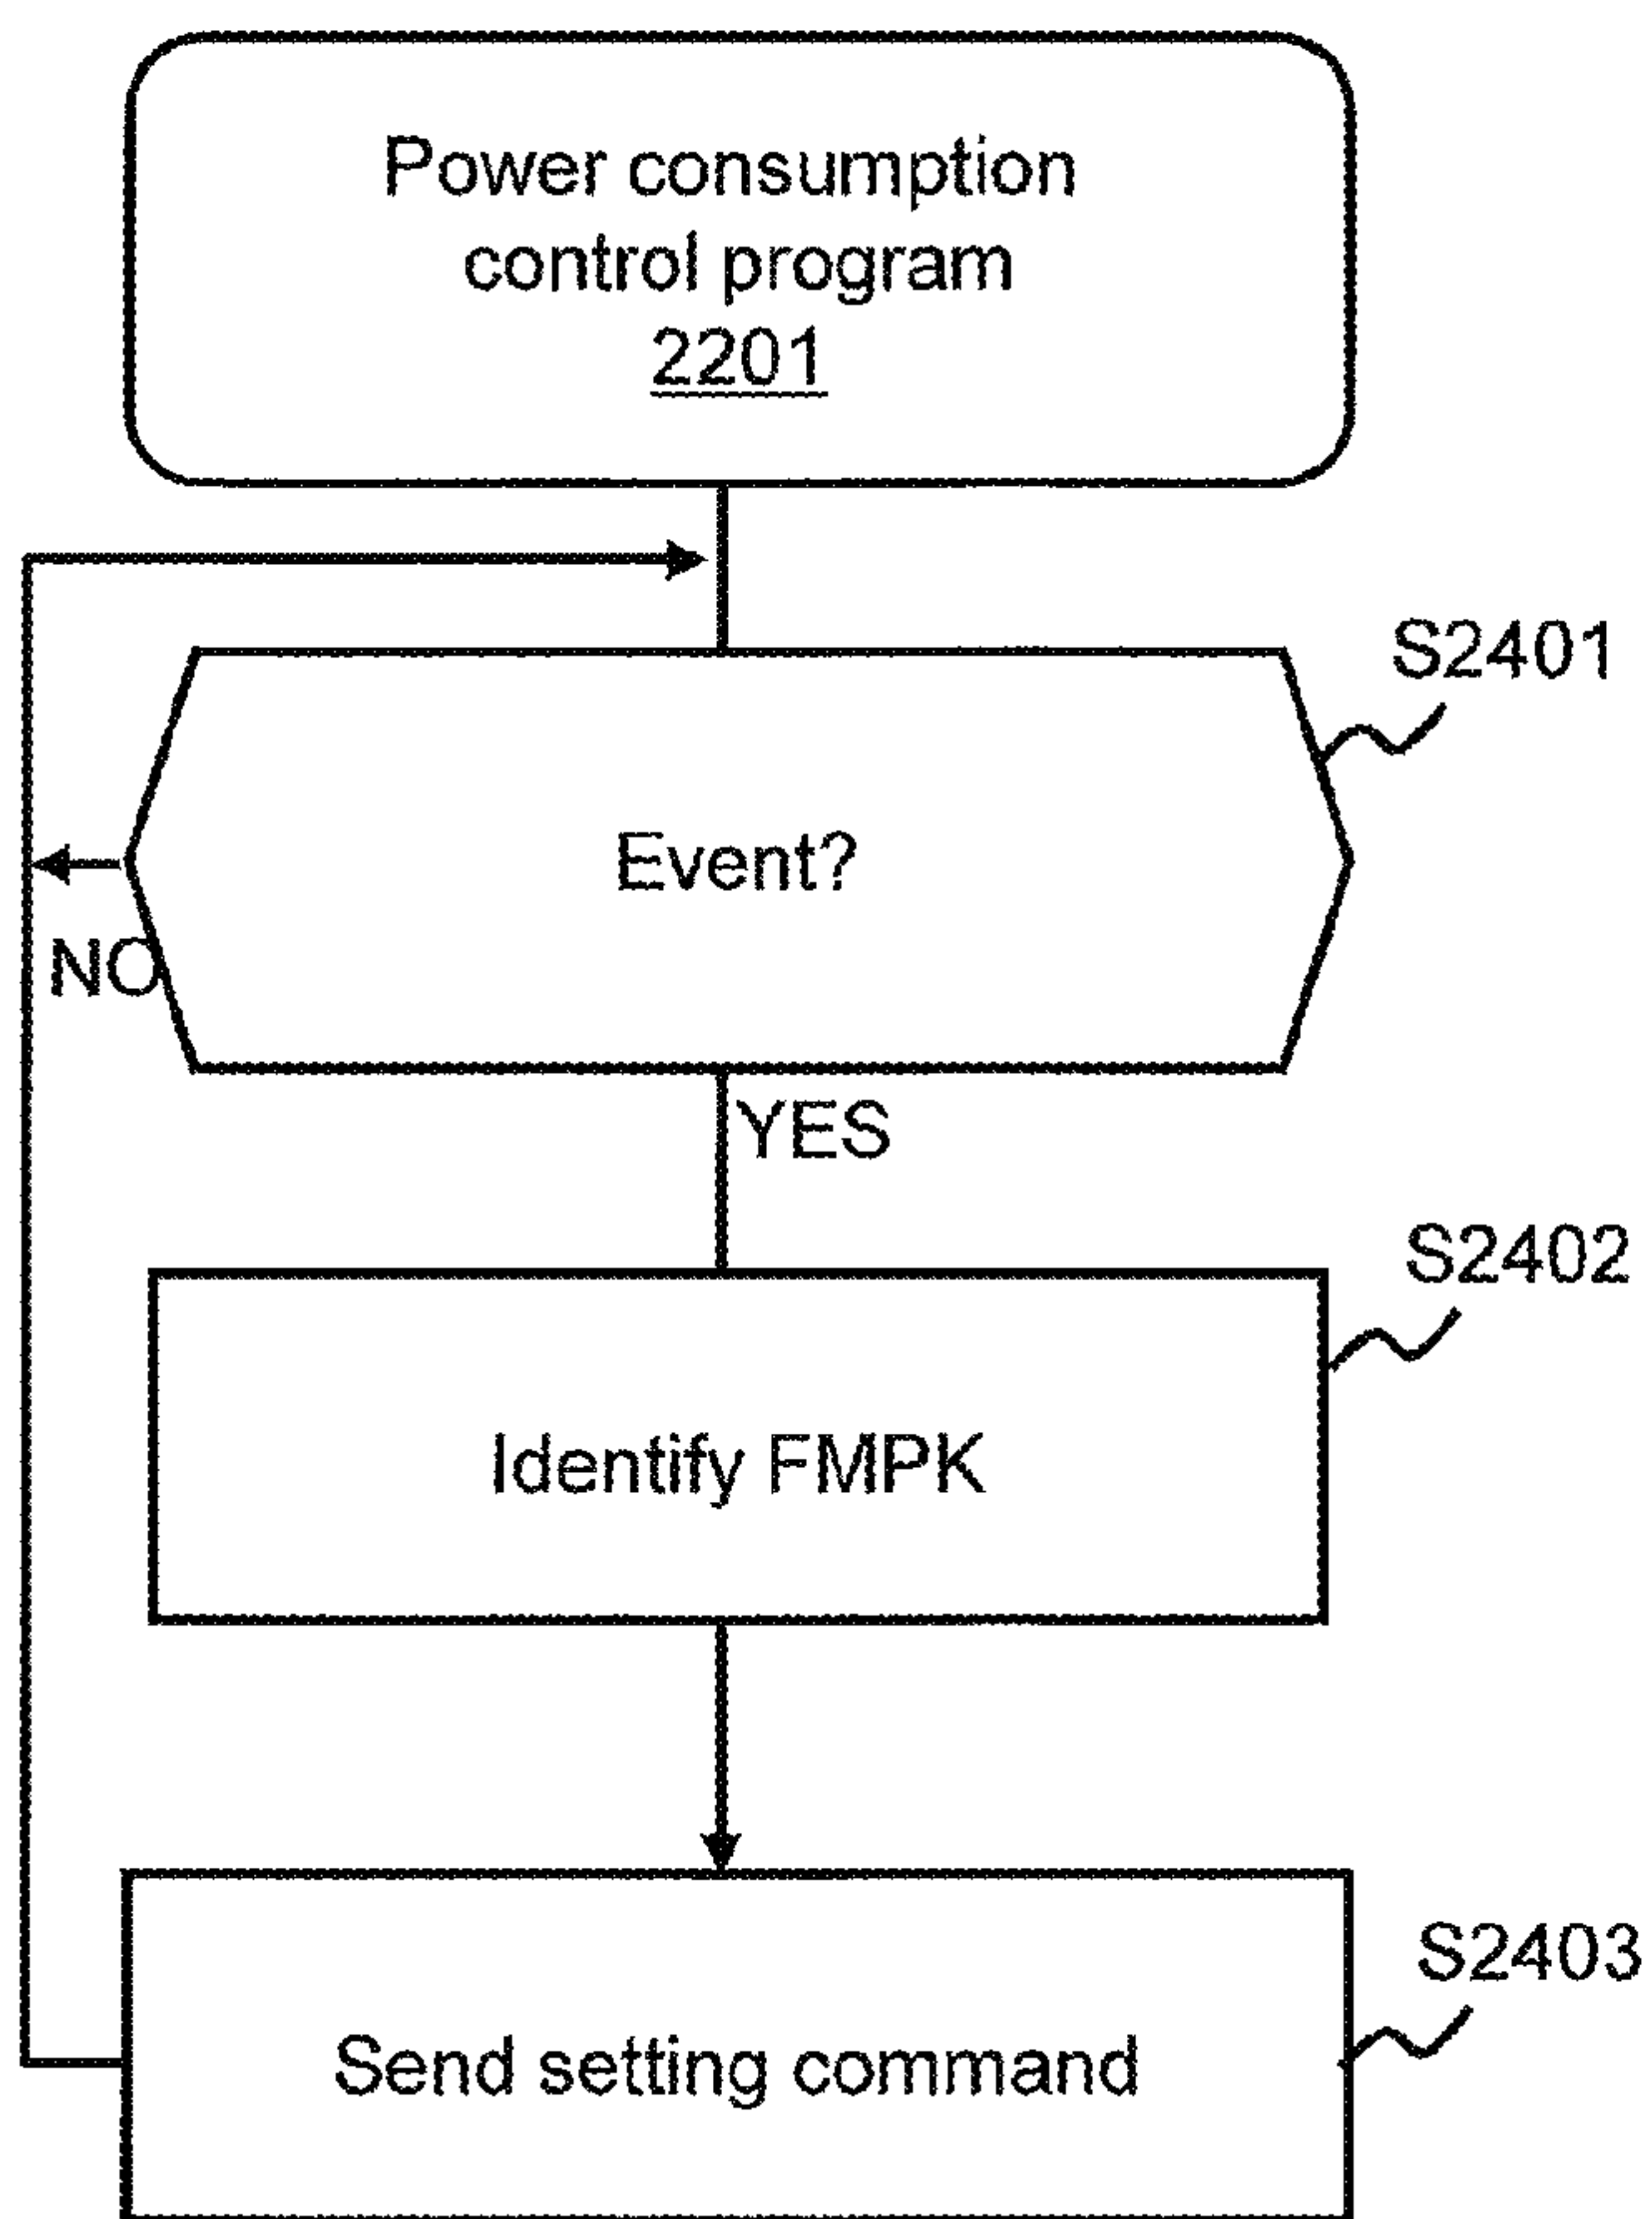 Power consumption
control program
2201
S2401
Event?
NO
YES
S2402
Identify FMPK
S2403
Send setting command